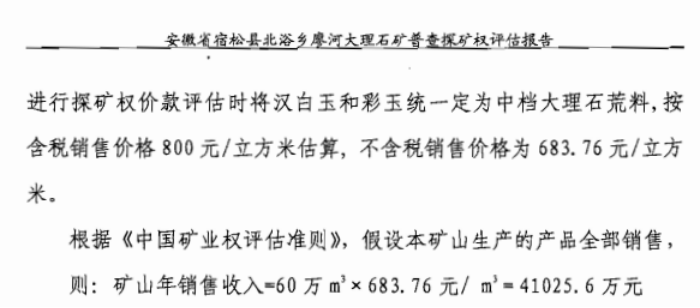 安徽省宿松县北浴乡廖河大理石矿普查探矿权评估报告
进行探矿权价款评估时将汉白玉和彩玉统一定为中档大理石荒料,按
含税销售价格 800 元/立方米估算，不含税销售价格为 683.76 元/立方
米。
根据《中国矿业权评估准则》，假设本矿山生产的产品全部销售，
则：矿山年销售收入=60 万 m³×683.76 元/ m³=41025.6 万元